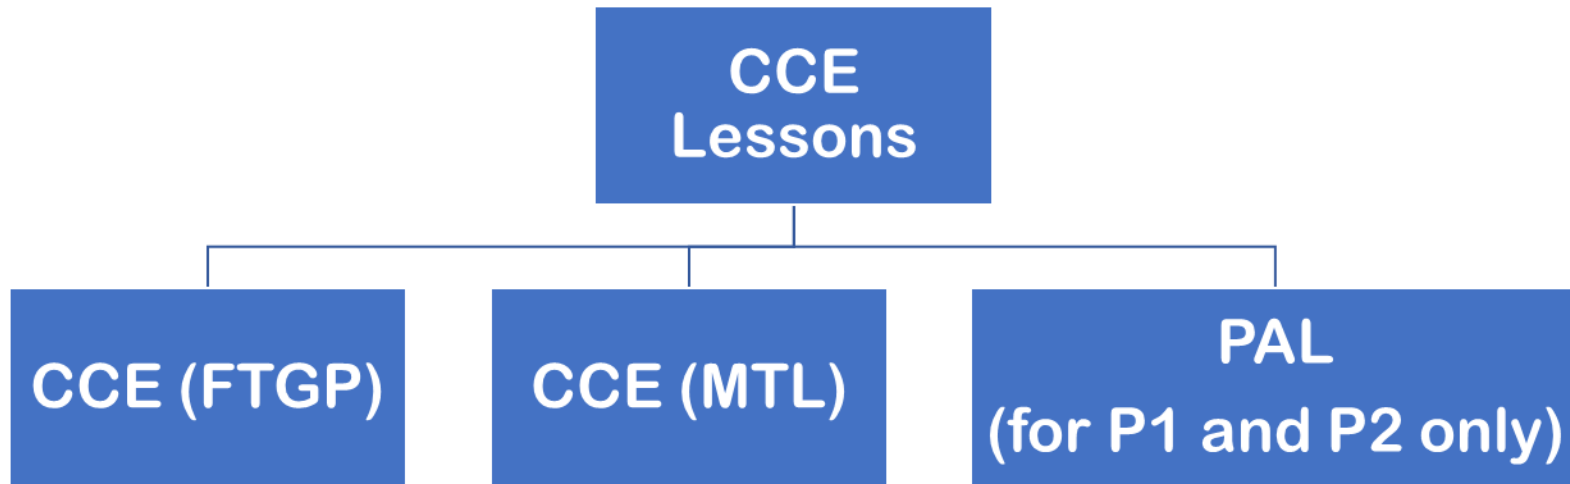 CCE
Lessons
CCE (FTGP)
CCE (MTL)
PAL
(for P1 and P2 only)